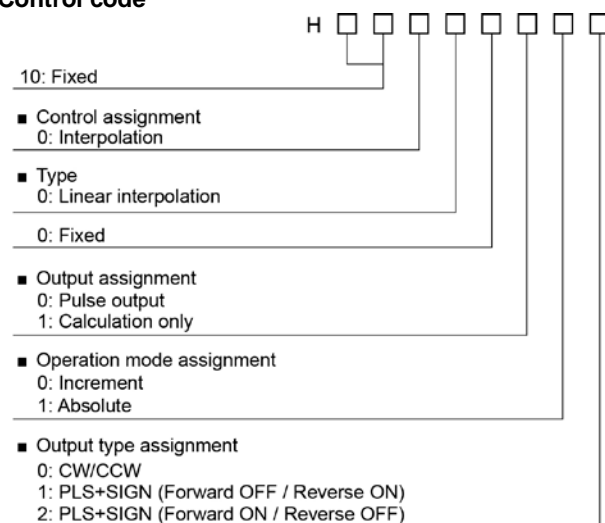 Control code
H □ □ □ □ □ □ □ □
10: Fixed
■ Control assignment
0: Interpolation
■ Type
0: Linear interpolation
0: Fixed
■ Output assignment
0: Pulse output
1: Calculation only
■ Operation mode assignment
0: Increment
1: Absolute
■ Output type assignment
0: CW/CCW
1: PLS+SIGN (Forward OFF / Reverse ON)
2: PLS+SIGN (Forward ON / Reverse OFF)